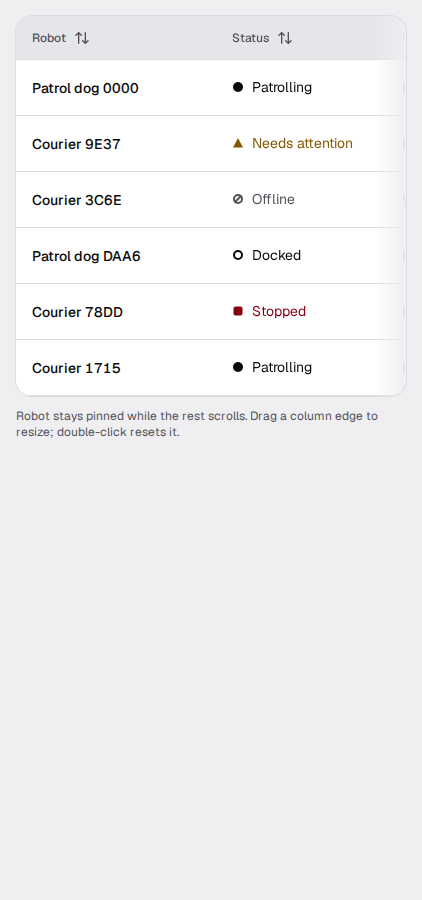 Robot Status
Patrol dog 0000 Patrolling
Courier 9E37 Needs attention
Courier 3C6E Offline
Patrol dog DAA6 Docked
Courier 78DD Stopped
Courier 1715 Patrolling
Robot stays pinned while the rest scrolls. Drag a column edge to
resize; double-click resets it.